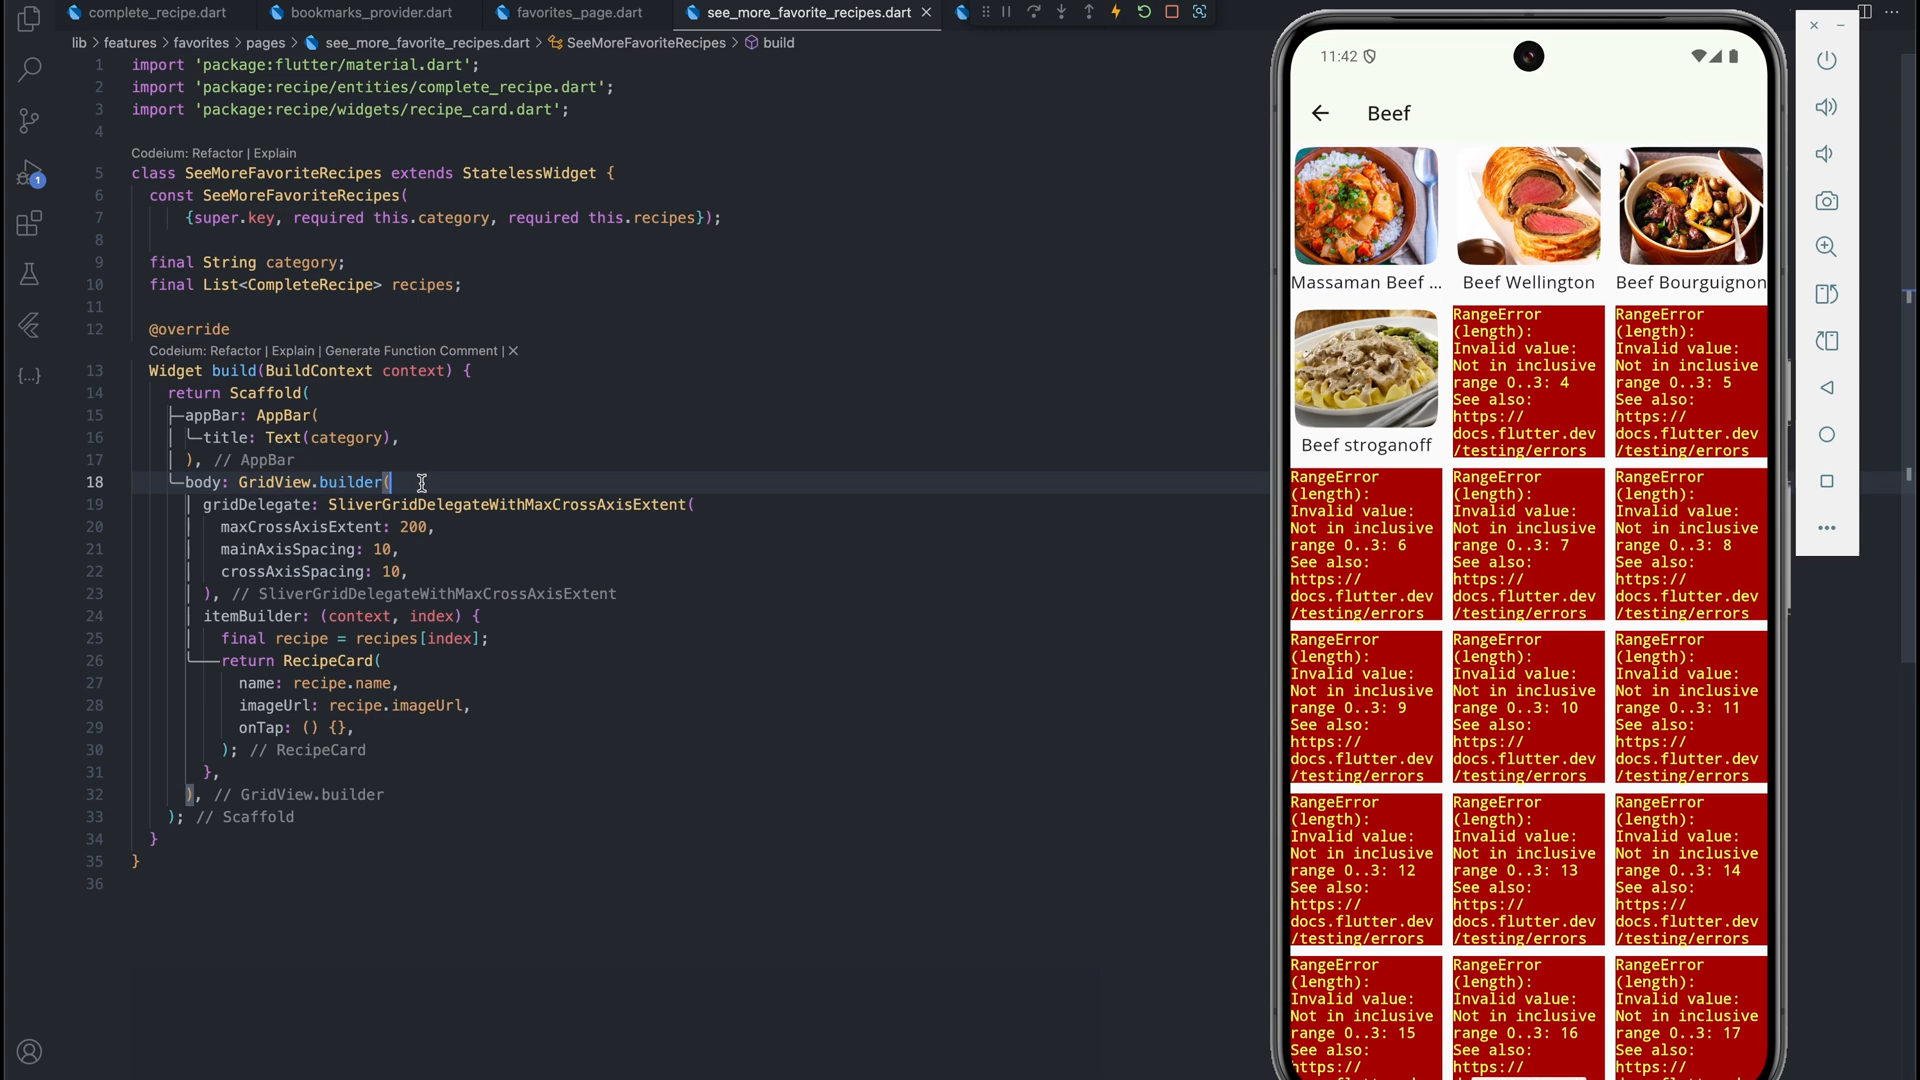 complete_recipe.dart
bookmarks_provider.dart
favorites_page.dart
see_more_favorite_recipes.dart
lib > features > favorites > pages > see_more_favorite_recipes.dart > SeeMoreFavoriteRecipes > build
1 import 'package:flutter/material.dart';
2 import 'package:recipe/entities/complete_recipe.dart';
3 import 'package:recipe/widgets/recipe_card.dart';
4
Codeium: Refactor | Explain
5 class SeeMoreFavoriteRecipes extends StatelessWidget {
6 const SeeMoreFavoriteRecipes(
7 {super.key, required this.category, required this.recipes});
8
9 final String category;
10 final List<CompleteRecipe> recipes;
11
12 @override
Codeium: Refactor | Explain | Generate Function Comment | X
13 Widget build(BuildContext context) {
14 return Scaffold(
15 appBar: AppBar(
16 title: Text(category),
17 ), // AppBar
18 body: GridView.builder(
19 gridDelegate: SliverGridDelegateWithMaxCrossAxisExtent(
20 maxCrossAxisExtent: 200,
21 mainAxisSpacing: 10,
22 crossAxisSpacing: 10,
23 ), // SliverGridDelegateWithMaxCrossAxisExtent
24 itemBuilder: (context, index) {
25 final recipe = recipes[index];
26 return RecipeCard(
27 name: recipe.name,
28 imageUrl: recipe.imageUrl,
29 onTap: () {},
30 ); // RecipeCard
31 },
32 ), // GridView.builder
33 ); // Scaffold
34 }
35 }
36
1
11:42
Beef
Massaman Beef ...
Beef Wellington
Beef Bourguignon
Beef stroganoff
RangeError
(length):
Invalid value:
Not in inclusive
range 0..3: 4
See also:
https://
docs.flutter.dev
/testing/errors
RangeError
(length):
Invalid value:
Not in inclusive
range 0..3: 5
See also:
https://
docs.flutter.dev
/testing/errors
RangeError
(length):
Invalid value:
Not in inclusive
range 0..3: 6
See also:
https://
docs.flutter.dev
/testing/errors
RangeError
(length):
Invalid value:
Not in inclusive
range 0..3: 7
See also:
https://
docs.flutter.dev
/testing/errors
RangeError
(length):
Invalid value:
Not in inclusive
range 0..3: 8
See also:
https://
docs.flutter.dev
/testing/errors
RangeError
(length):
Invalid value:
Not in inclusive
range 0..3: 9
See also:
https://
docs.flutter.dev
/testing/errors
RangeError
(length):
Invalid value:
Not in inclusive
range 0..3: 10
See also:
https://
docs.flutter.dev
/testing/errors
RangeError
(length):
Invalid value:
Not in inclusive
range 0..3: 11
See also:
https://
docs.flutter.dev
/testing/errors
RangeError
(length):
Invalid value:
Not in inclusive
range 0..3: 12
See also:
https://
docs.flutter.dev
/testing/errors
RangeError
(length):
Invalid value:
Not in inclusive
range 0..3: 13
See also:
https://
docs.flutter.dev
/testing/errors
RangeError
(length):
Invalid value:
Not in inclusive
range 0..3: 14
See also:
https://
docs.flutter.dev
/testing/errors
RangeError
(length):
Invalid value:
Not in inclusive
range 0..3: 15
See also:
https://
RangeError
(length):
Invalid value:
Not in inclusive
range 0..3: 16
See also:
https://
RangeError
(length):
Invalid value:
Not in inclusive
range 0..3: 17
See also:
https://